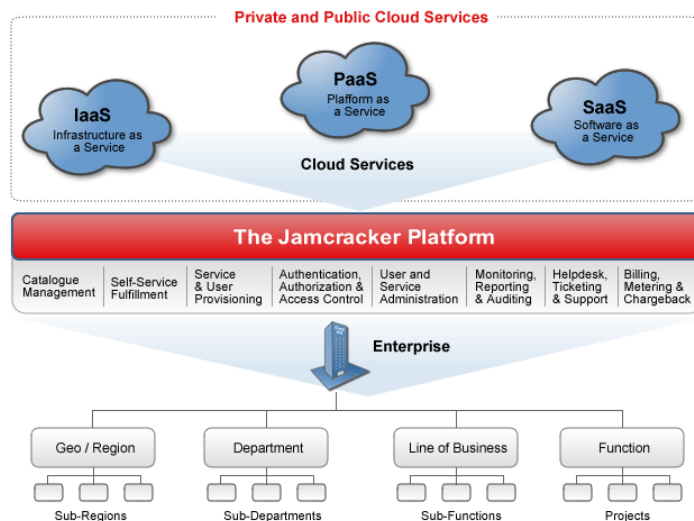 Private and Public Cloud Services
IaaS
Infrastructure as
a Service
PaaS
Platform as
a Service
SaaS
Software as
a Service
Cloud Services
The Jamcracker Platform
Catalogue
Management
Self-Service
Fulfillment
Service
& User
Provisioning
Authentication,
Authorization &
Access Control
User and
Service
Administration
Monitoring,
Reporting
& Auditing
Helpdesk,
Ticketing
& Support
Billing,
Metering &
Chargeback
Enterprise
Geo / Region
Department
Line of Business
Function
Sub-Regions
Sub-Departments
Sub-Functions
Projects